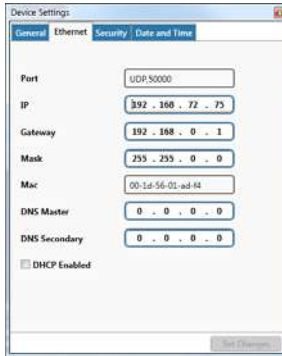 Device Settings
General Ethernet Security Date and Time
Port UDP,50000
IP 192 . 168 . 72 . 75
Gateway 192 . 168 . 0 . 1
Mask 255 . 255 . 0 . 0
Mac 00-1d-56-01-ad-f4
DNS Master 0 . 0 . 0 . 0
DNS Secondary 0 . 0 . 0 . 0
DHCP Enabled
Set Changes